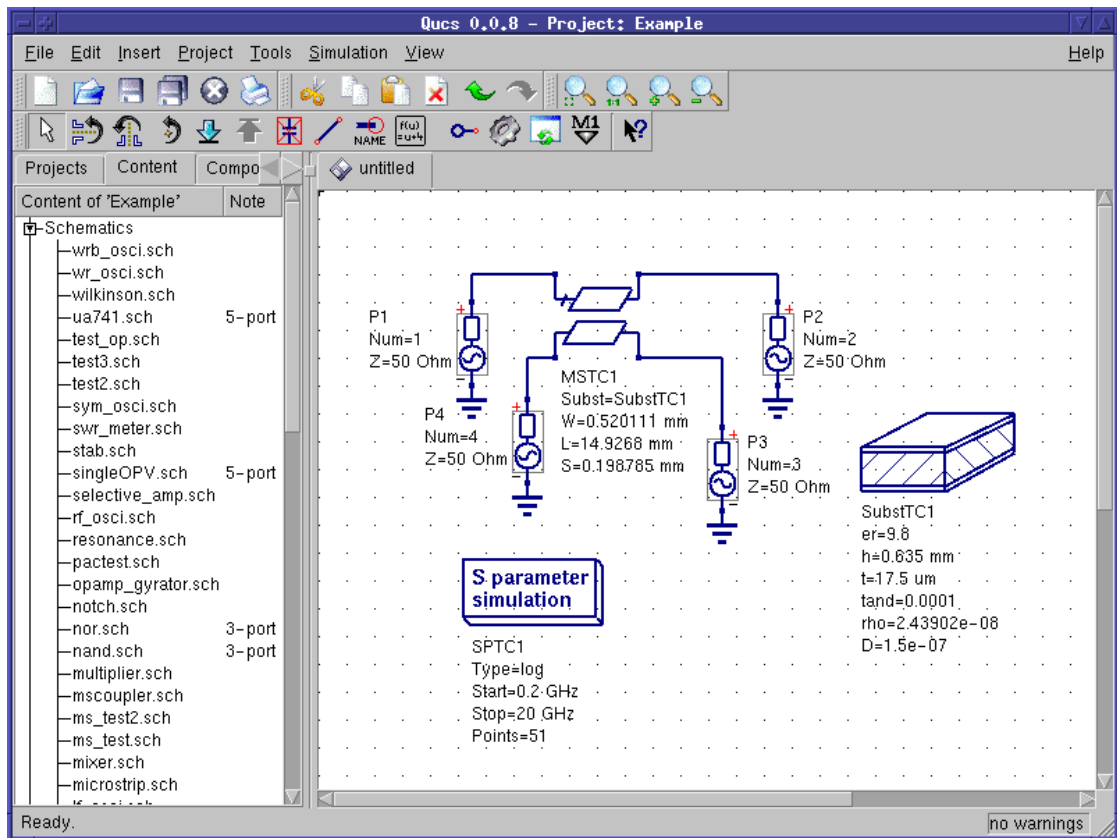 Qucs 0.0.8 - Project: Example
File Edit Insert Project Tools Simulation View Help
1:1
NAME
f(u)
=u+4
M1
?
Projects Content Compo
untitled
Content of 'Example' Note
Schematics
wrb_osci.sch
wr_osci.sch
wilkinson.sch
ua741.sch 5-port
test_op.sch
test3.sch
test2.sch
sym_osci.sch
swr_meter.sch
stab.sch
singleOPV.sch 5-port
selective_amp.sch
rf_osci.sch
resonance.sch
pactest.sch
opamp_gyrator.sch
notch.sch
nor.sch 3-port
nand.sch 3-port
multiplier.sch
mscoupler.sch
ms_test2.sch
ms_test.sch
mixer.sch
microstrip.sch
P1
Num=1
Z=50 Ohm
P2
Num=2
Z=50 Ohm
MSTC1
Subst=SubstTC1
W=0.520111 mm
L=14.9268 mm
S=0.198785 mm
P4
Num=4
Z=50 Ohm
P3
Num=3
Z=50 Ohm
SubstTC1
er=9.8
h=0.635 mm
t=17.5 um
tand=0.0001
rho=2.43902e-08
D=1.5e-07
S parameter
simulation
SPTC1
Type=log
Start=0.2 GHz
Stop=20 GHz
Points=51
Ready.
no warnings